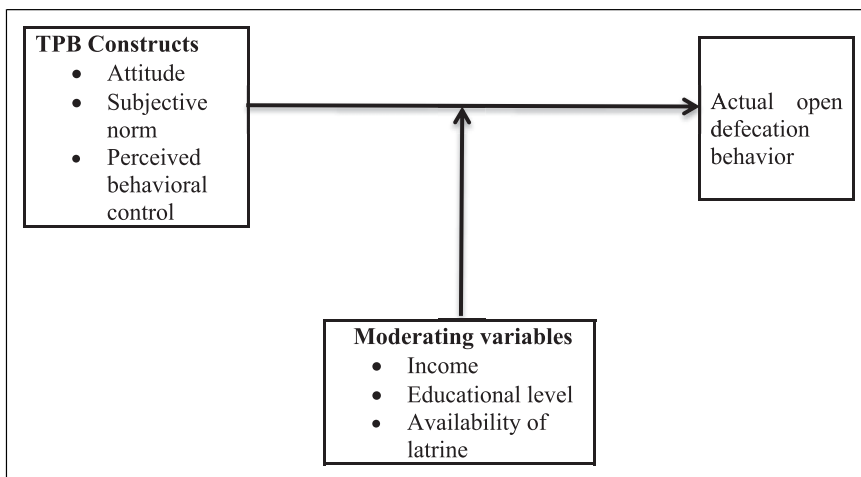 TPB Constructs
• Attitude
• Subjective
norm
• Perceived
behavioral
control
Actual open
defecation
behavior
Moderating variables
• Income
• Educational level
• Availability of
latrine